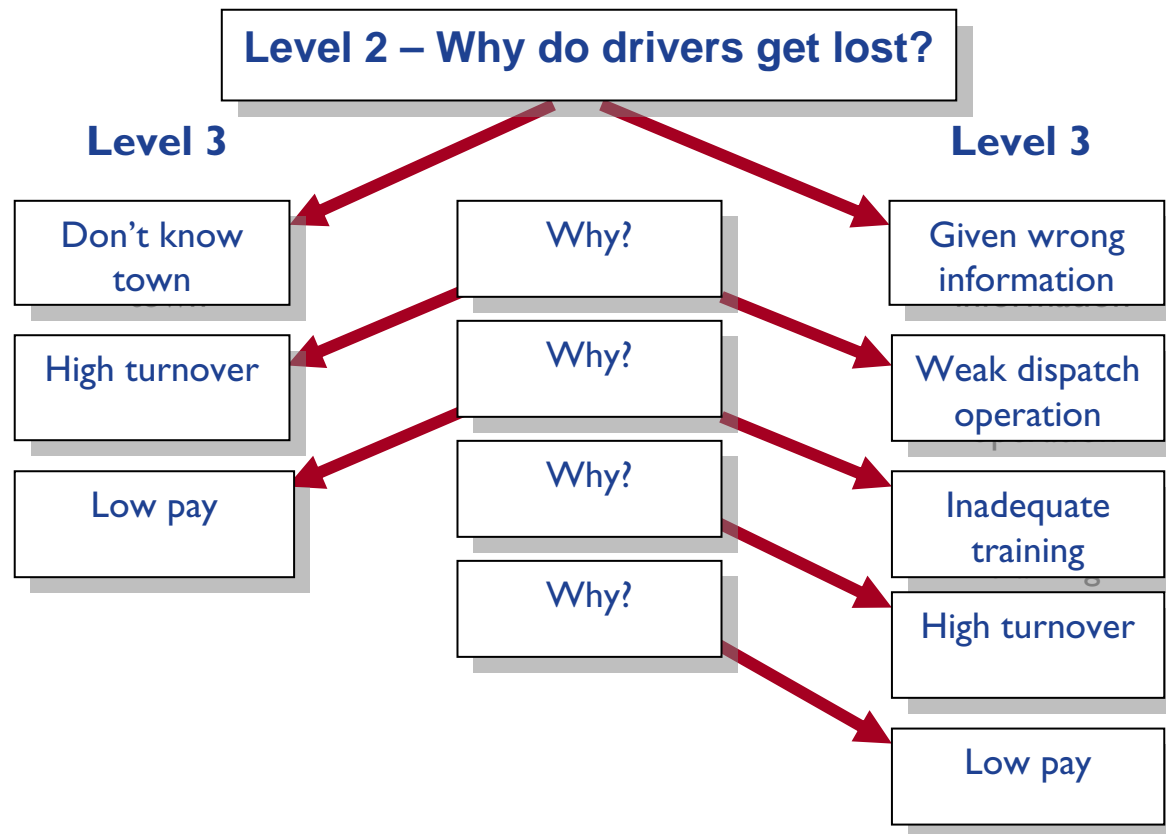 Level 2 – Why do drivers get lost?
Level 3
Level 3
Don't know
town
Why?
Given wrong
information
High turnover
Why?
Weak dispatch
operation
Low pay
Why?
Inadequate
training
Why?
High turnover
Low pay